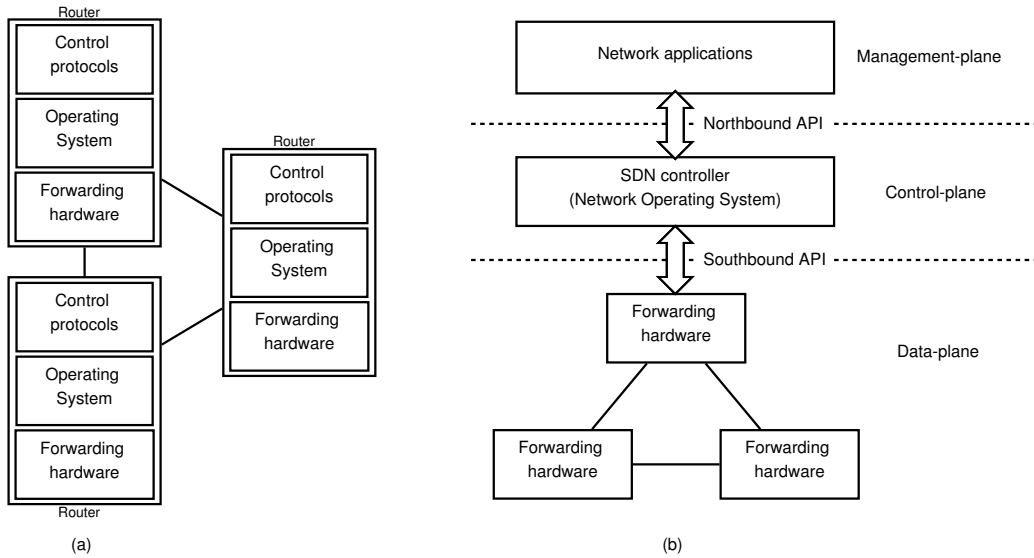 Router
Control
protocols
Operating
System
Forwarding
hardware
Control
protocols
Operating
System
Forwarding
hardware
Router
Router
Control
protocols
Operating
System
Forwarding
hardware
(a)
Network applications
Management-plane
Northbound API
SDN controller
(Network Operating System)
Control-plane
Southbound API
Forwarding
hardware
Data-plane
Forwarding
hardware
Forwarding
hardware
(b)